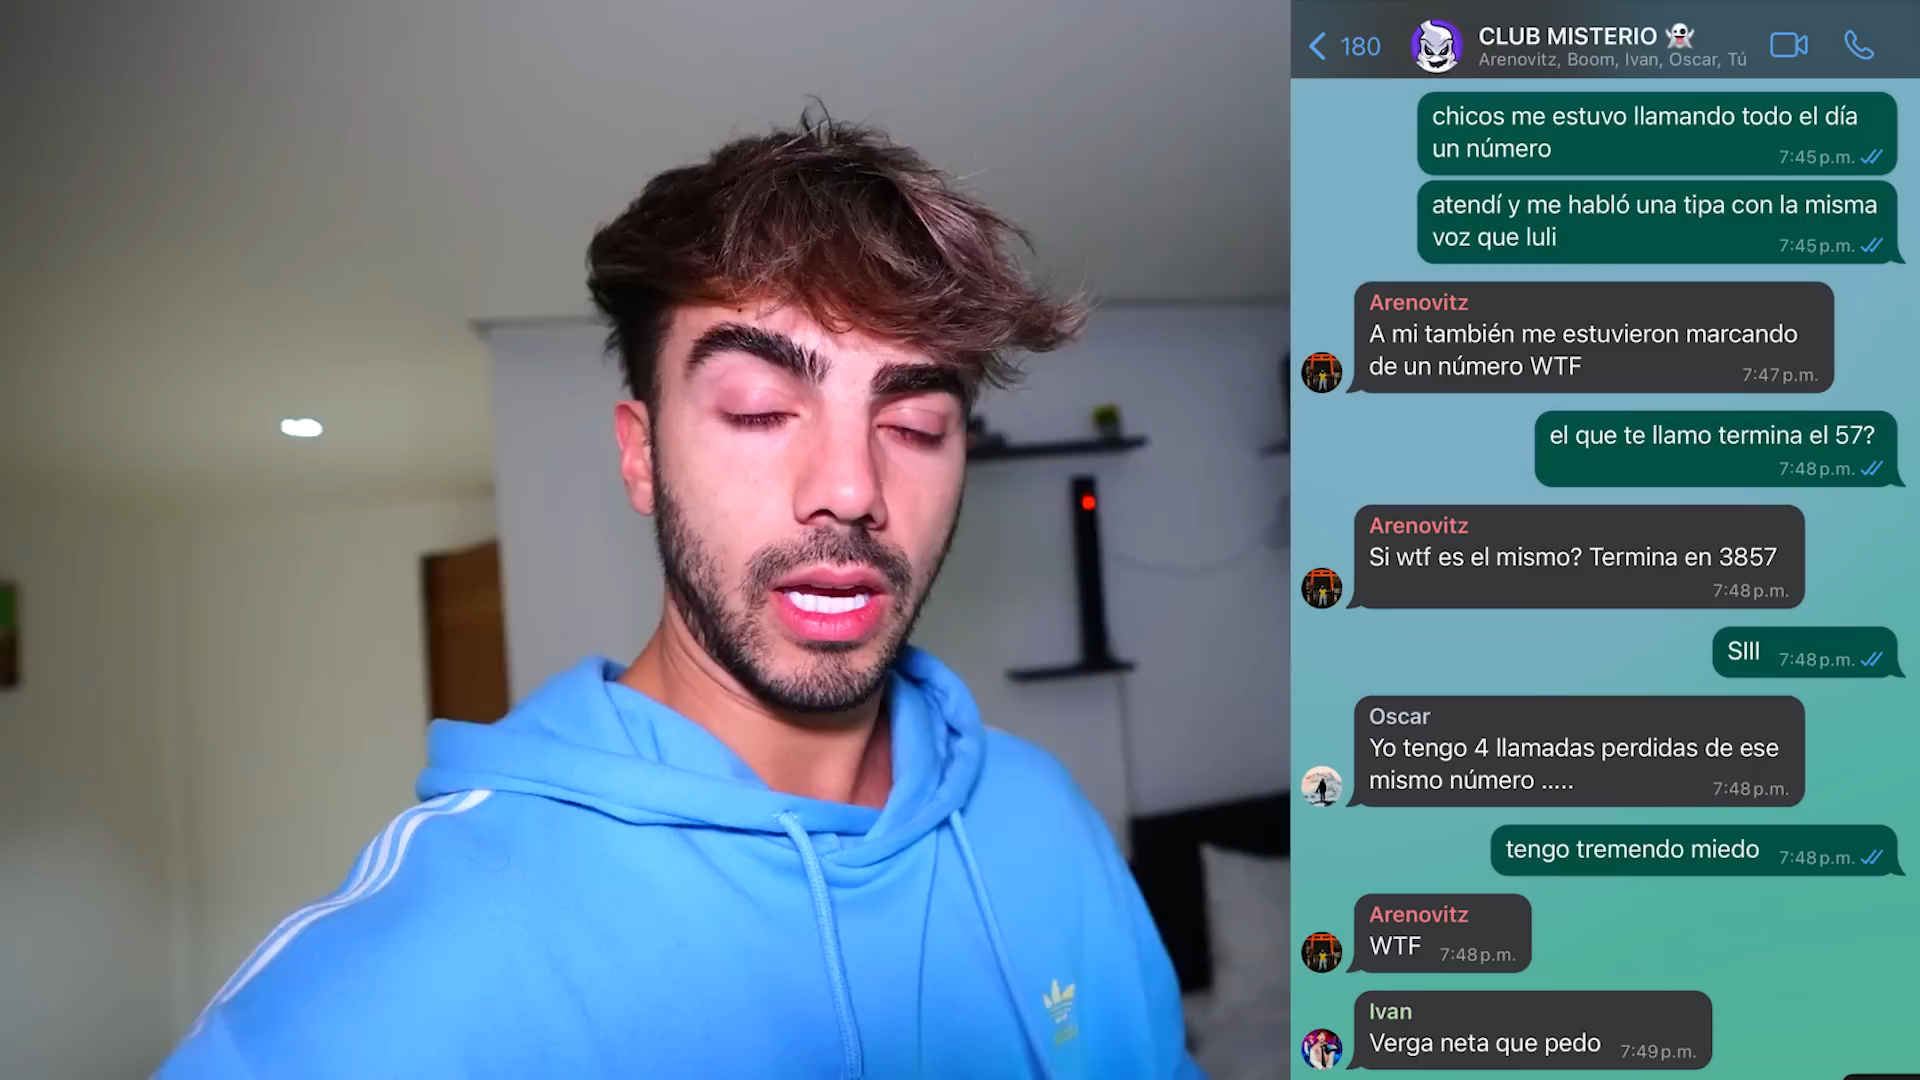 180
CLUB MISTERIO 👻
Arenovitz, Boom, Ivan, Oscar, Tú
chicos me estuvo llamando todo el día
un número
7:45 p.m.
atendí y me habló una tipa con la misma
voz que luli
7:45 p.m.
Arenovitz
A mi también me estuvieron marcando
de un número WTF
7:47 p.m.
el que te llamo termina el 57?
7:48 p.m.
Arenovitz
Si wtf es el mismo? Termina en 3857
7:48 p.m.
SIII 7:48 p.m.
Oscar
Yo tengo 4 llamadas perdidas de ese
mismo número .....
7:48 p.m.
tengo tremendo miedo 7:48 p.m.
Arenovitz
WTF 7:48 p.m.
Ivan
Verga neta que pedo 7:49 p.m.